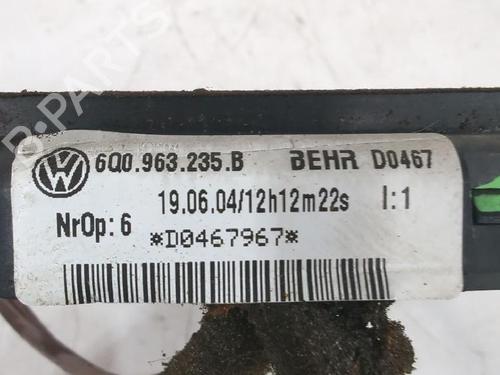 B-PARTS
6Q0.963.235.B BEHR D0467
19.06.04/12h12m22s I:1
NrOp: 6
*D0467967*